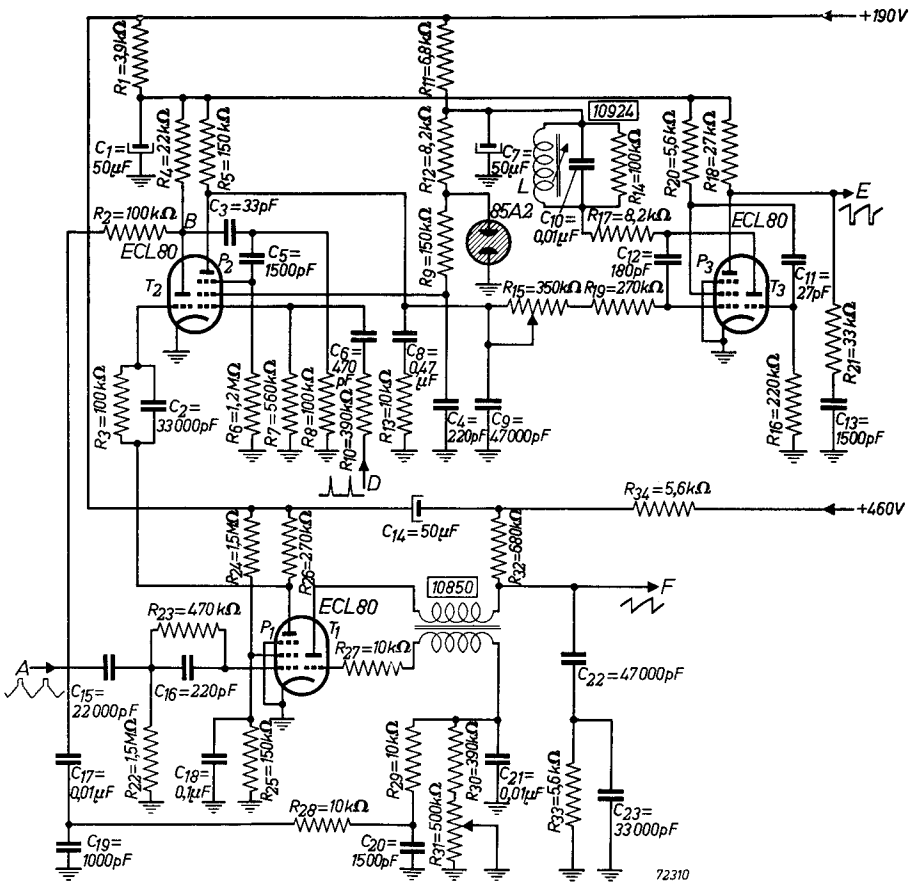 +190V
R1=3,9kΩ
R11=6,8kΩ
10924
C1=
50µF
R4=22kΩ
R5=150kΩ
R12=8,2kΩ
C7=
50µF
L
R14=100kΩ
R20=5,6kΩ
R18=27kΩ
E
C3=33pF
R2=100kΩ
B
ECL80
C10=
0,01µF
85A2
R17=8,2kΩ
ECL80
P2
T2
C5=
1500pF
R9=150kΩ
C12=
180pF
P3
T3
C11=
27pF
R15=350kΩ
R19=270kΩ
C6=
470
pF
C8=
0,47
µF
R3=100kΩ
C2=
33000pF
R6=1,2MΩ
R7=560kΩ
R8=100kΩ
R10=390kΩ
R13=10kΩ
C4=
220pF
C9=
47000pF
R16=220kΩ
R21=33kΩ
C13=
1500pF
D
R34=5,6kΩ
+460V
C14=50µF
R24=1,5MΩ
R26=270kΩ
R32=680kΩ
10850
F
R23=470kΩ
ECL80
P1
T1
R27=10kΩ
A
C15=
22000pF
C16=220pF
C22=47000pF
R22=1,5MΩ
C18=
0,1µF
R25=150kΩ
R29=10kΩ
R30=390kΩ
C21=
0,01µF
C17=
0,01µF
R28=10kΩ
R33=5,6kΩ
C23=
33000pF
C19=
1000pF
C20=
1500pF
R31=500kΩ
72310